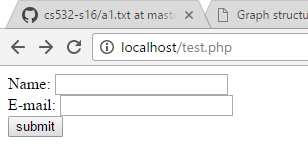 cs532-s16/a1.txt at maste
Graph structu
localhost/test.php
Name:
E-mail:
submit